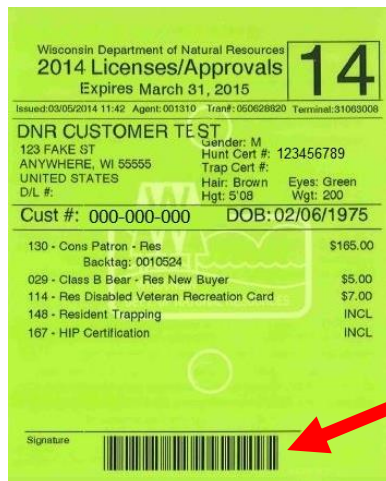 Wisconsin Department of Natural Resources
2014 Licenses/Approvals
Expires March 31, 2015
14
Issued:03/05/2014 11:42 Agent:001310 Tran#: 050628820 Terminal:31063008
DNR CUSTOMER TEST
123 FAKE ST
ANYWHERE, WI 55555
UNITED STATES
D/L #:
Gender: M
Hunt Cert #: 123456789
Trap Cert #:
Hair: Brown Eyes: Green
Hgt: 5'08 Wgt: 200
Cust #: 000-000-000 DOB: 02/06/1975
130 - Cons Patron - Res $165.00
Backtag: 0010524
029 - Class B Bear - Res New Buyer $5.00
114 - Res Disabled Veteran Recreation Card $7.00
148 - Resident Trapping INCL
167 - HIP Certification INCL
Signature